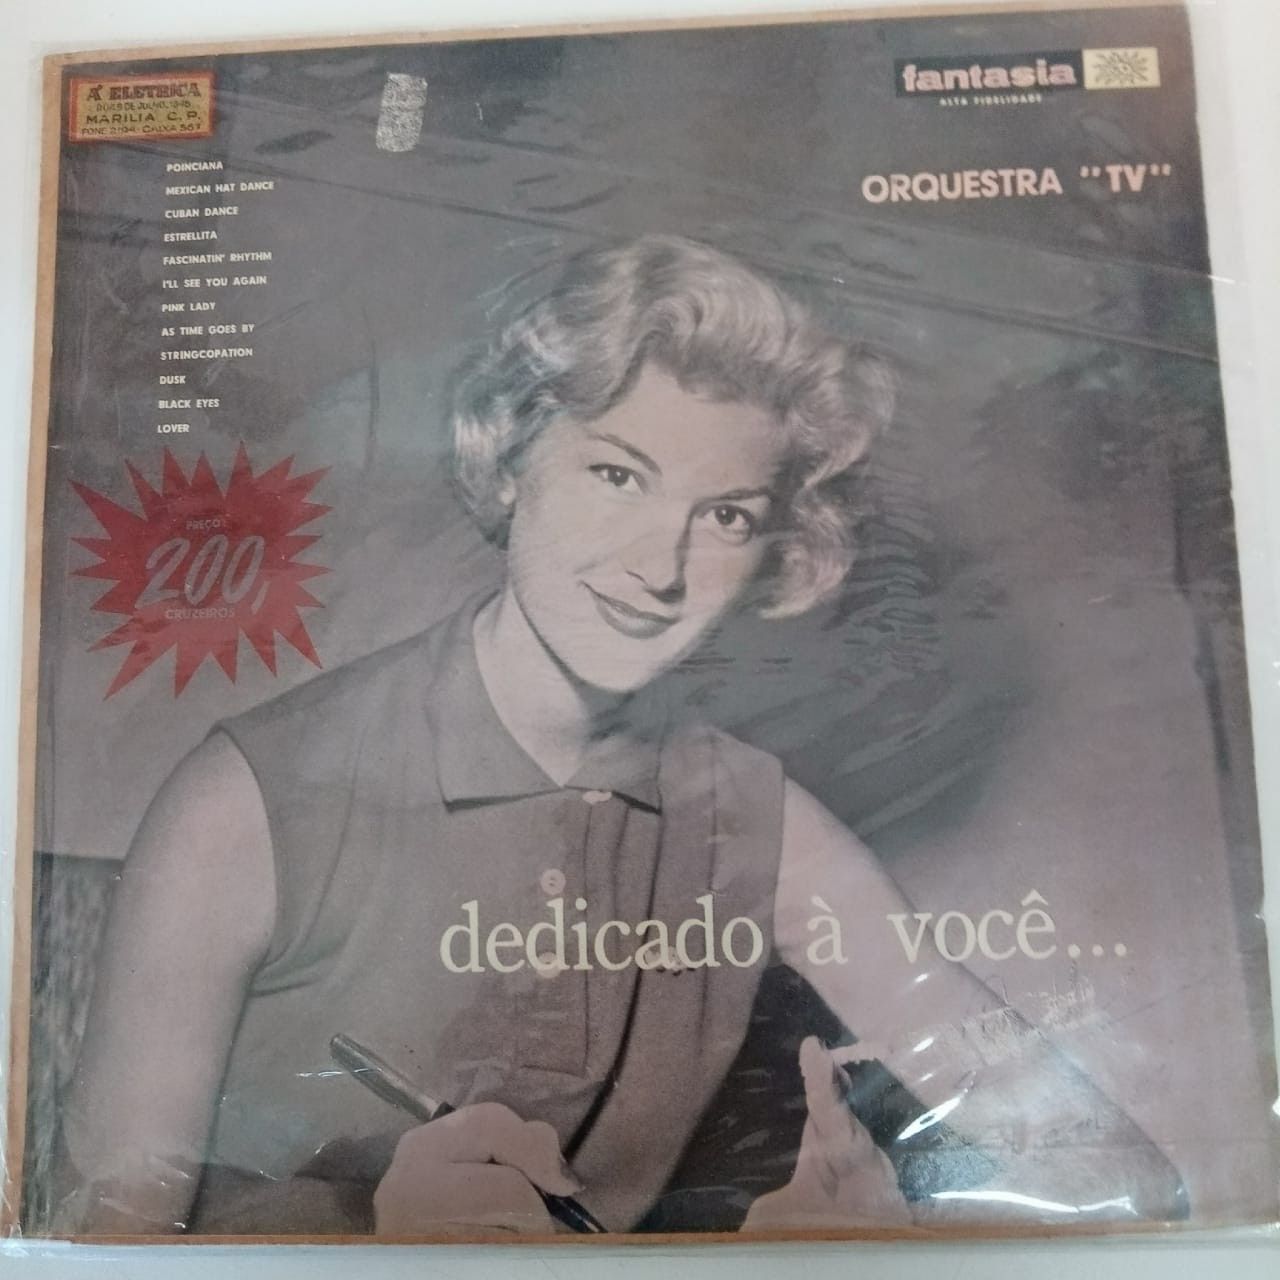 A ELETRICA
MARILIA C. P.
fantasia
ALTA FIDELIDADE
ORQUESTRA "TV"
POINCIANA
MEXICAN HAT DANCE
CUBAN DANCE
ESTRELLITA
FASCINATIN' RHYTHM
I'LL SEE YOU AGAIN
PINK LADY
AS TIME GOES BY
STRINGCOPATION
DUSK
BLACK EYES
LOVER
PREÇO:
200,
CRUZEIROS
dedicado à você...